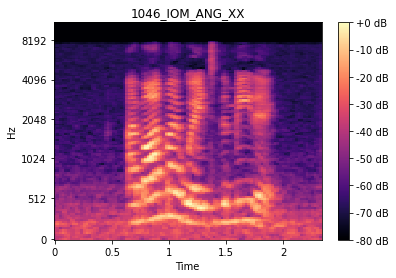 1046_IOM_ANG_XX
+0 dB
8192
-10 dB
-20 dB
4096
-30 dB
2048
-40 dB
Hz
1024
-50 dB
-60 dB
512
-70 dB
0
-80 dB
0
0.5
1
1.5
2
Time